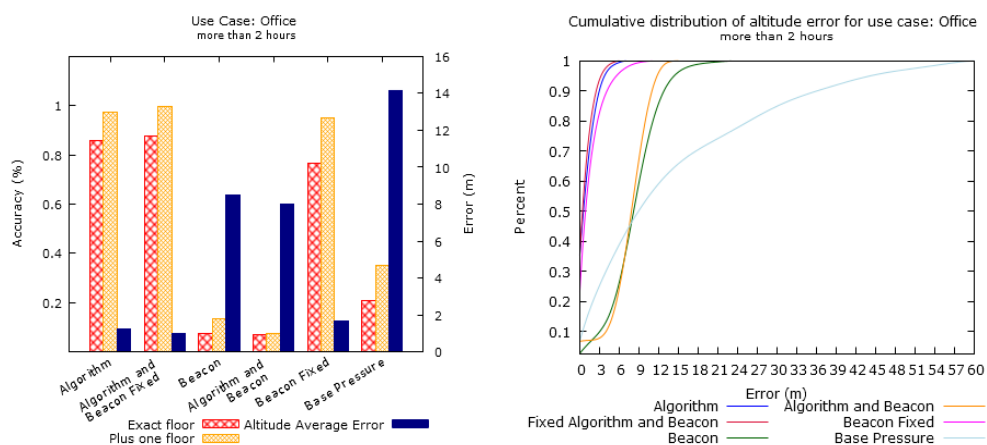 Use Case: Office
more than 2 hours
Accuracy (%)
1
0.8
0.6
0.4
0.2
16
14
12
10
8
6
4
2
0
Error (m)
Algorithm
Algorithm and
Beacon Fixed
Beacon
Algorithm and
Beacon
Beacon Fixed
Base Pressure
Exact floor
Altitude Average Error
Plus one floor
Cumulative distribution of altitude error for use case: Office
more than 2 hours
Percent
1
0.9
0.8
0.7
0.6
0.5
0.4
0.3
0.2
0.1
0 3 6 9 12 15 18 21 24 27 30 33 36 39 42 45 48 51 54 57 60
Error (m)
Algorithm
Algorithm and Beacon
Fixed Algorithm and Beacon
Beacon Fixed
Beacon
Base Pressure